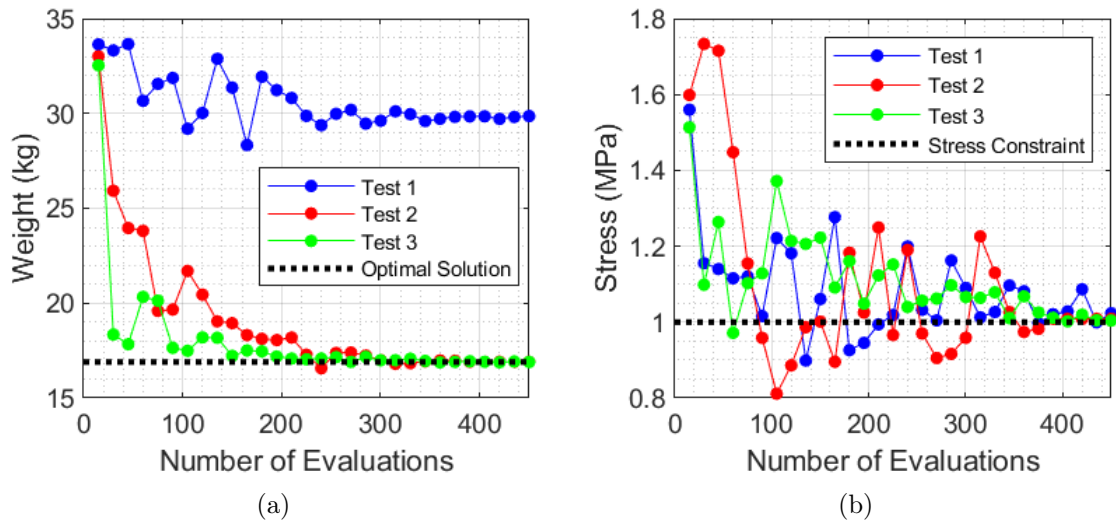 35
30
25
20
15
Weight (kg)
Test 1
Test 2
Test 3
Optimal Solution
0
100
200
300
400
Number of Evaluations
(a)
1.8
1.6
1.4
1.2
1
0.8
Stress (MPa)
Test 1
Test 2
Test 3
Stress Constraint
0
100
200
300
400
Number of Evaluations
(b)